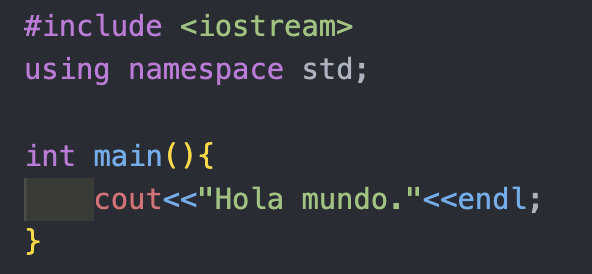 #include <iostream>
using namespace std;

int main(){
    cout<<"Hola mundo."<<endl;
}